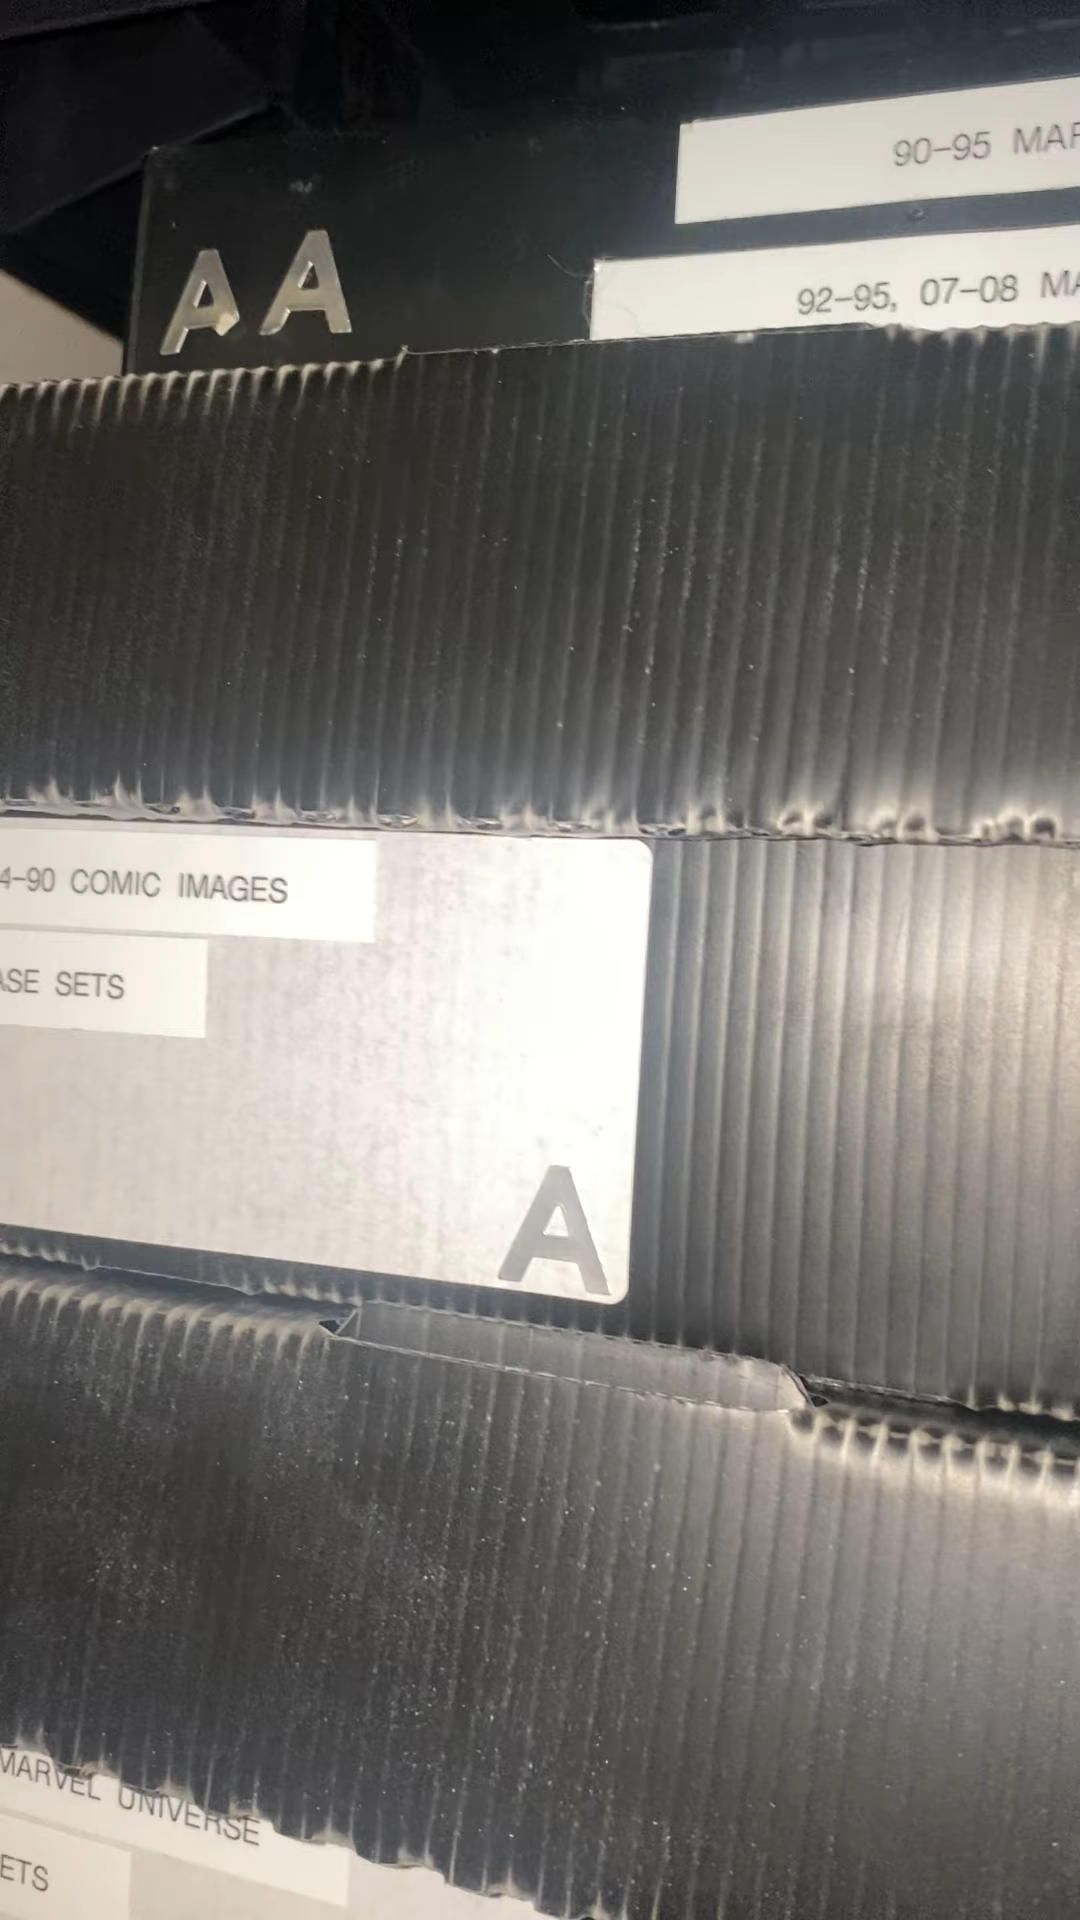 90-95 MAR
92-95, 07-08 MA
AA
4-90 COMIC IMAGES
ASE SETS
A
MARVEL UNIVERSE
ETS